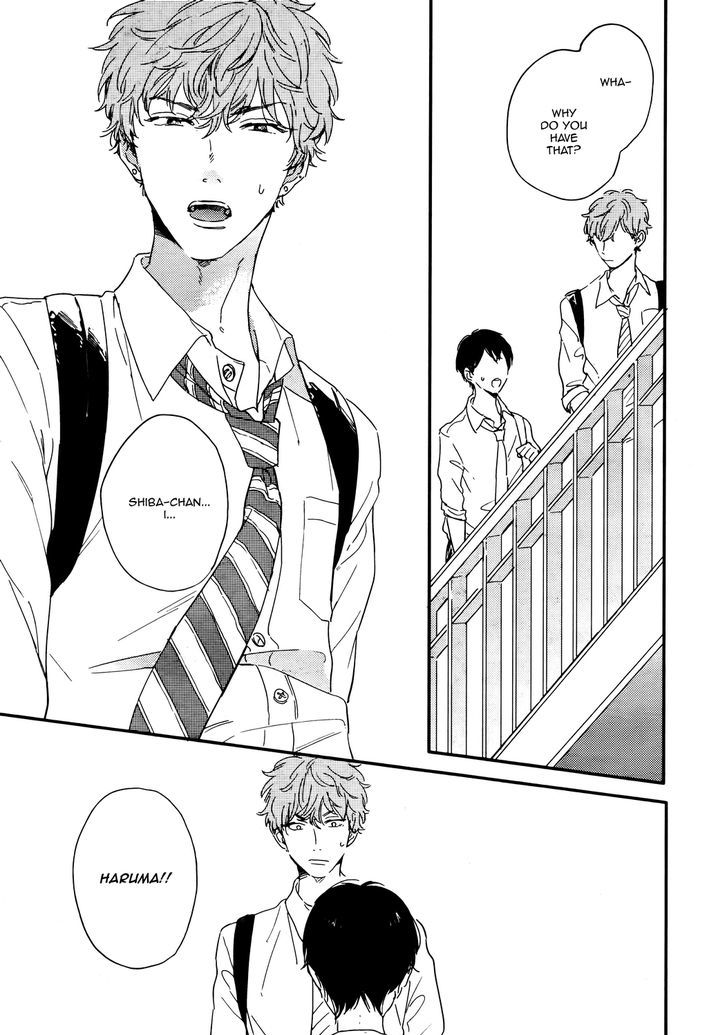 WHA-
WHY
DO YOU
HAVE
THAT?
SHIBA-CHAN...
I...
HARUMA!!